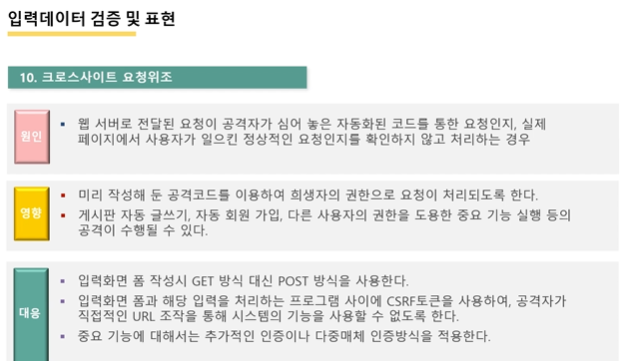 입력데이터 검증 및 표현
10. 크로스사이트 요청위조
원인
▪ 웹 서버로 전달된 요청이 공격자가 심어 놓은 자동화된 코드를 통한 요청인지, 실제
페이지에서 사용자가 일으킨 정상적인 요청인지를 확인하지 않고 처리하는 경우
영향
▪ 미리 작성해 둔 공격코드를 이용하여 희생자의 권한으로 요청이 처리되도록 한다.
▪ 게시판 자동 글쓰기, 자동 회원 가입, 다른 사용자의 권한을 도용한 중요 기능 실행 등의
공격이 수행될 수 있다.
대응
▪ 입력화면 폼 작성시 GET 방식 대신 POST 방식을 사용한다.
▪ 입력화면 폼과 해당 입력을 처리하는 프로그램 사이에 CSRF토큰을 사용하여, 공격자가
직접적인 URL 조작을 통해 시스템의 기능을 사용할 수 없도록 한다.
▪ 중요 기능에 대해서는 추가적인 인증이나 다중매체 인증방식을 적용한다.